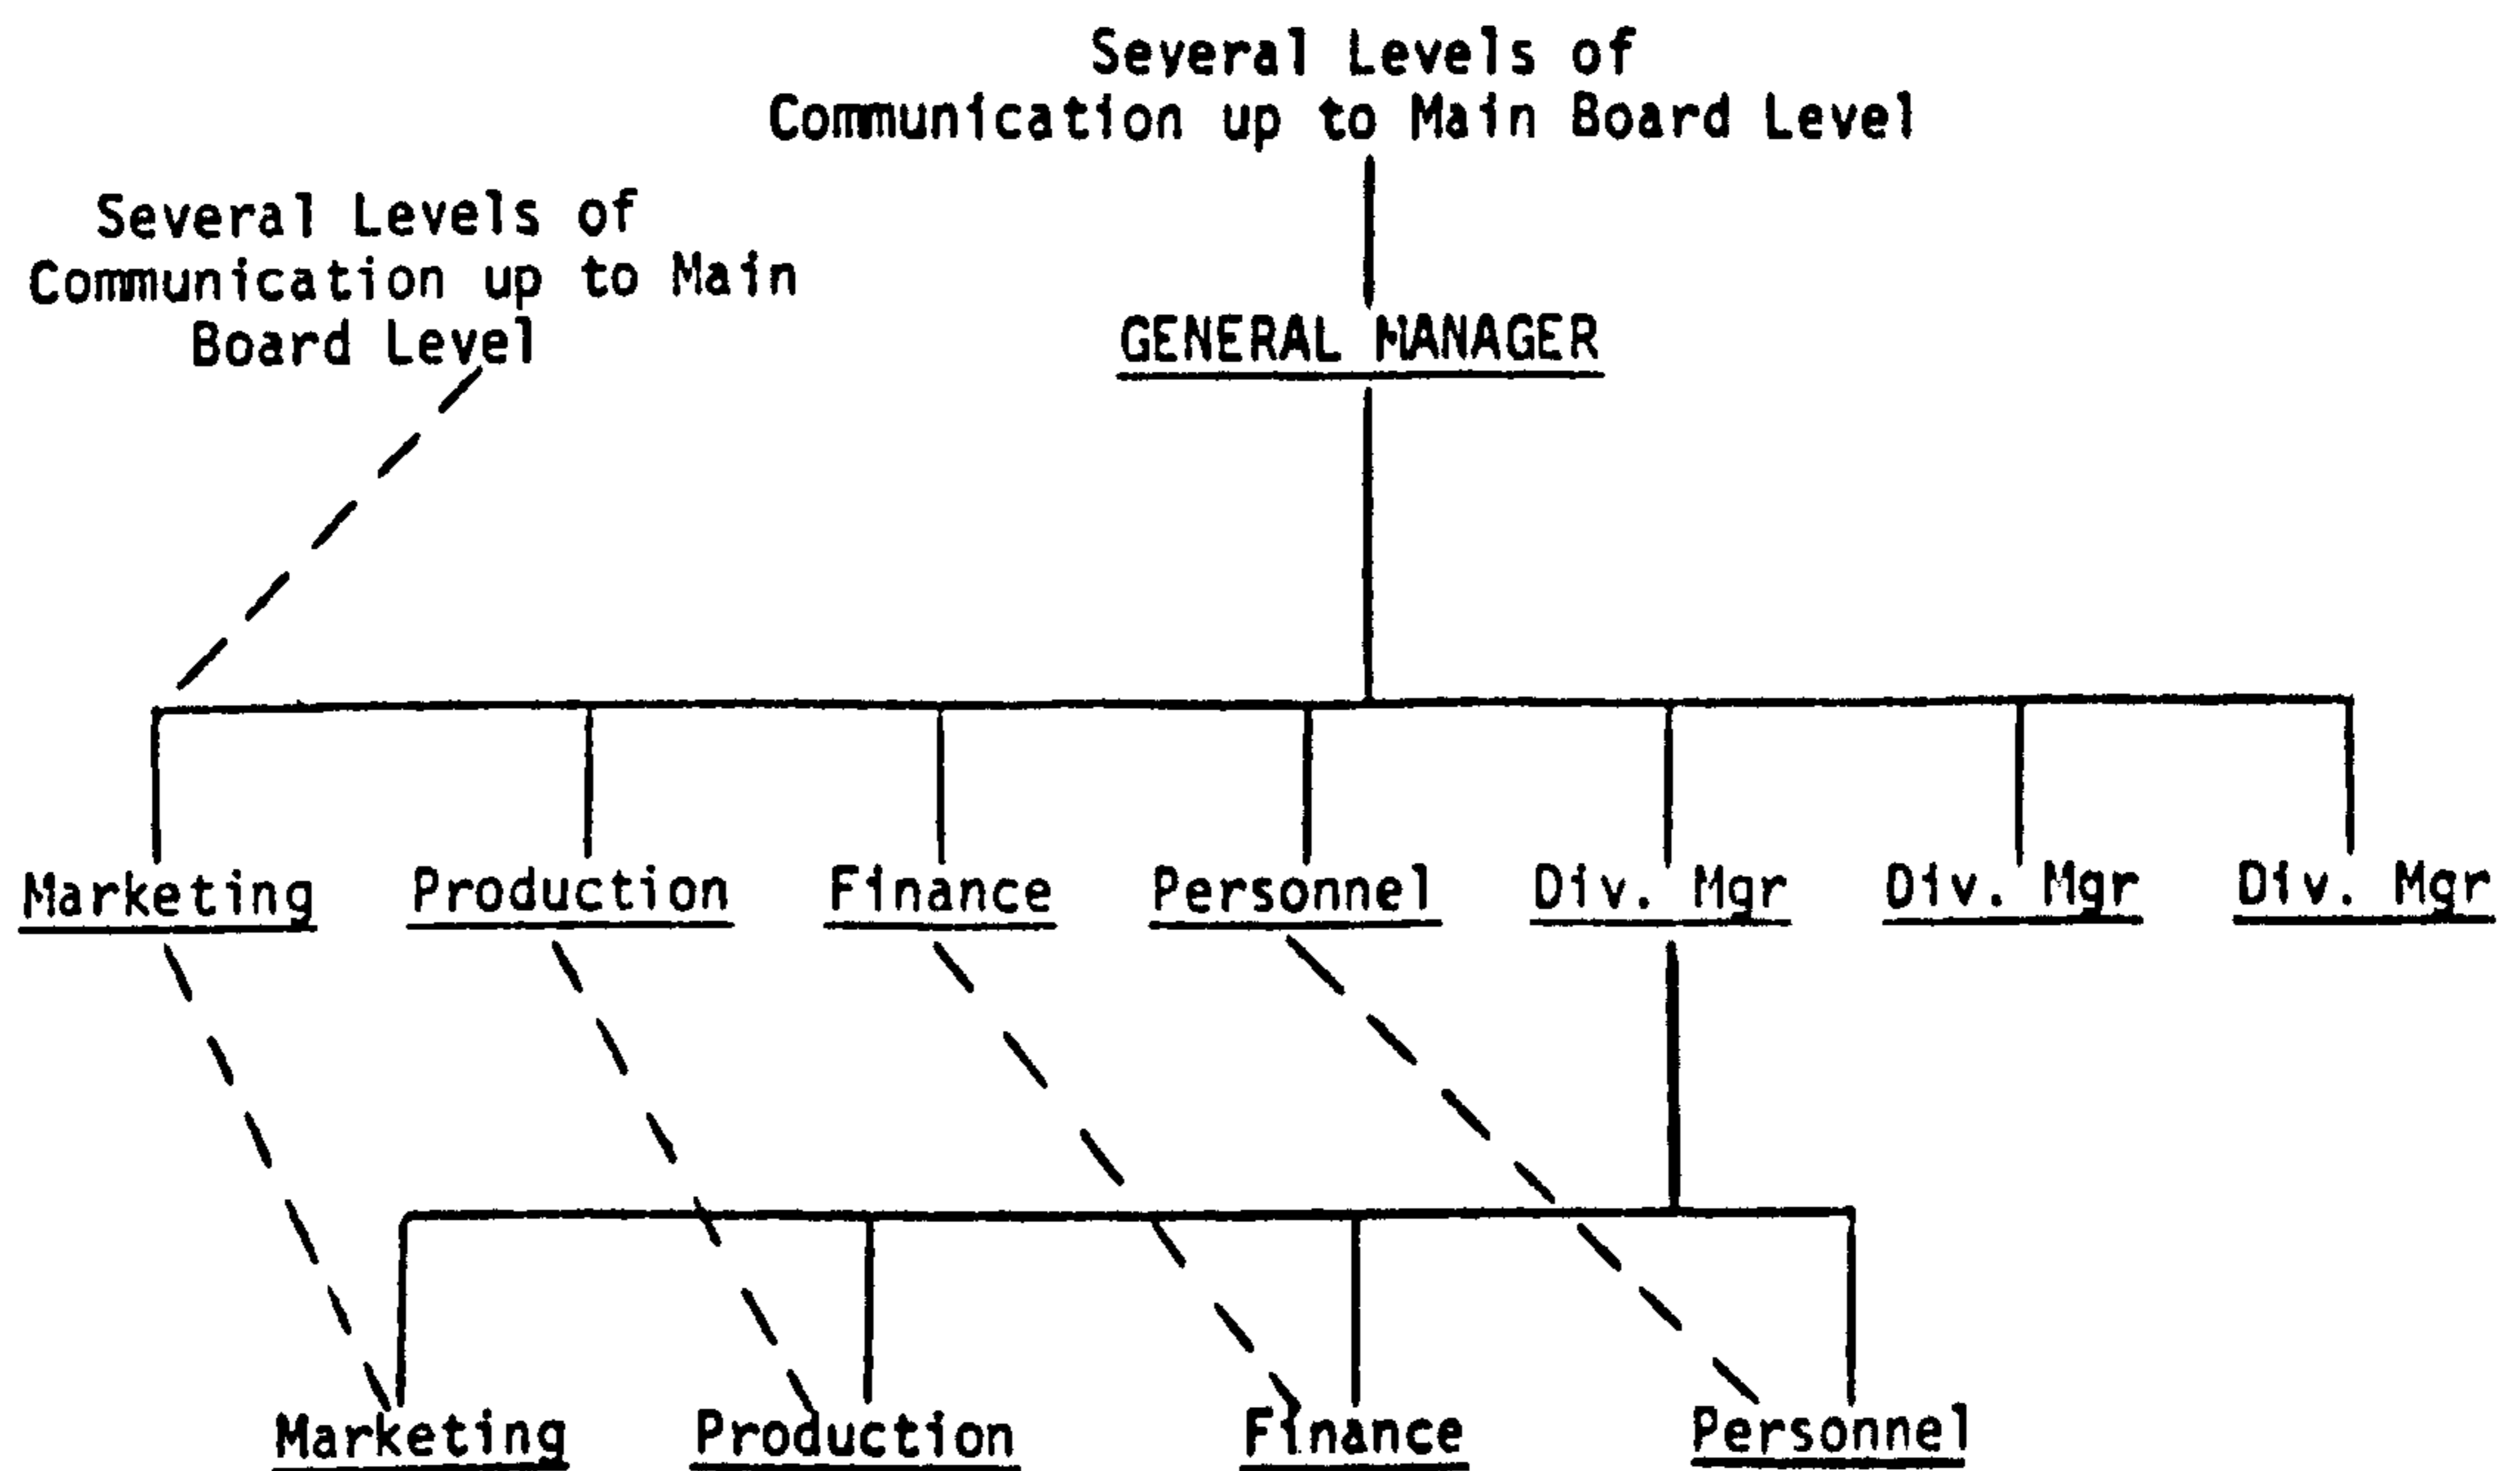 Several Levels of
Communication up to Main Board Level
Several Levels of
Communication up to Main
Board Level
GENERAL MANAGER
Marketing Production Finance Personnel Div. Mgr Div. Mgr Div. Mgr
Marketing Production Finance Personnel